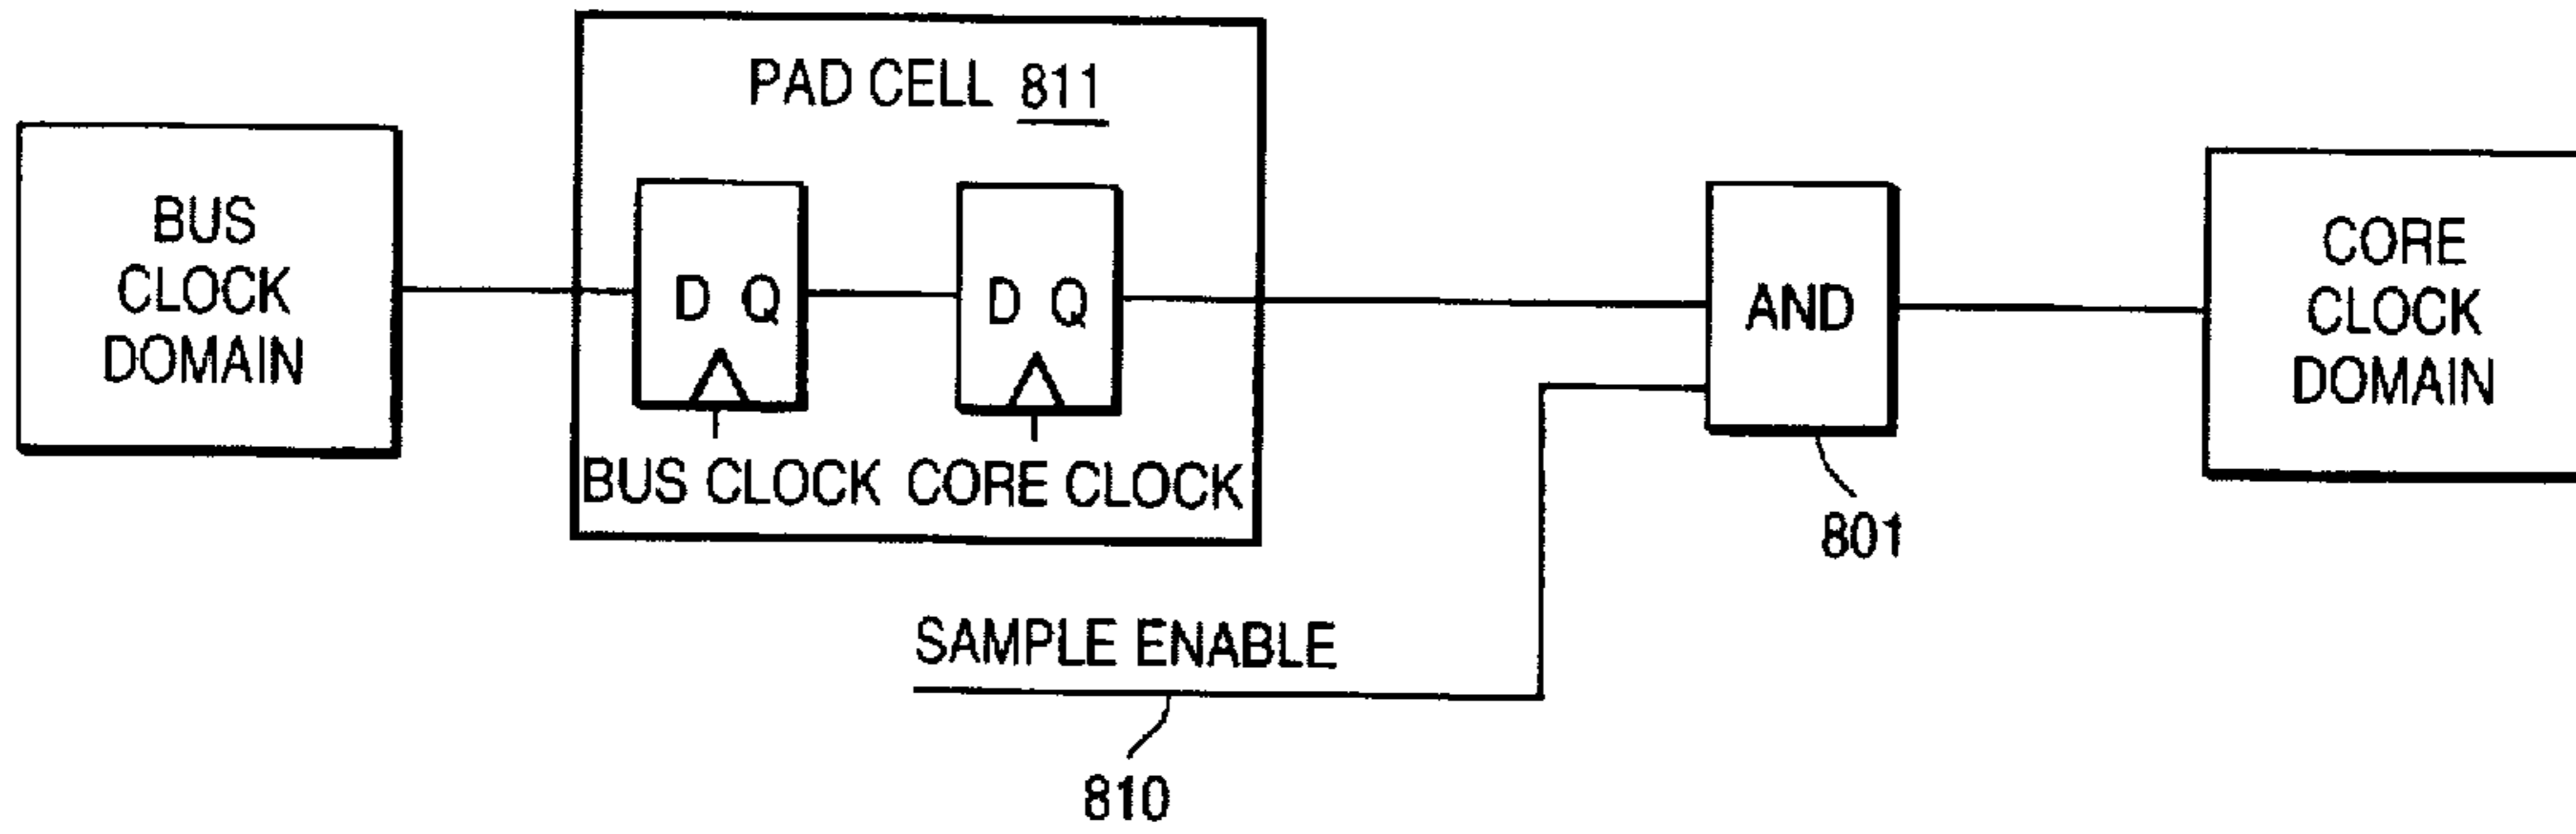 PAD CELL 811
BUS
CLOCK
DOMAIN
D Q
D Q
BUS CLOCK
CORE CLOCK
AND
801
CORE
CLOCK
DOMAIN
SAMPLE ENABLE
810